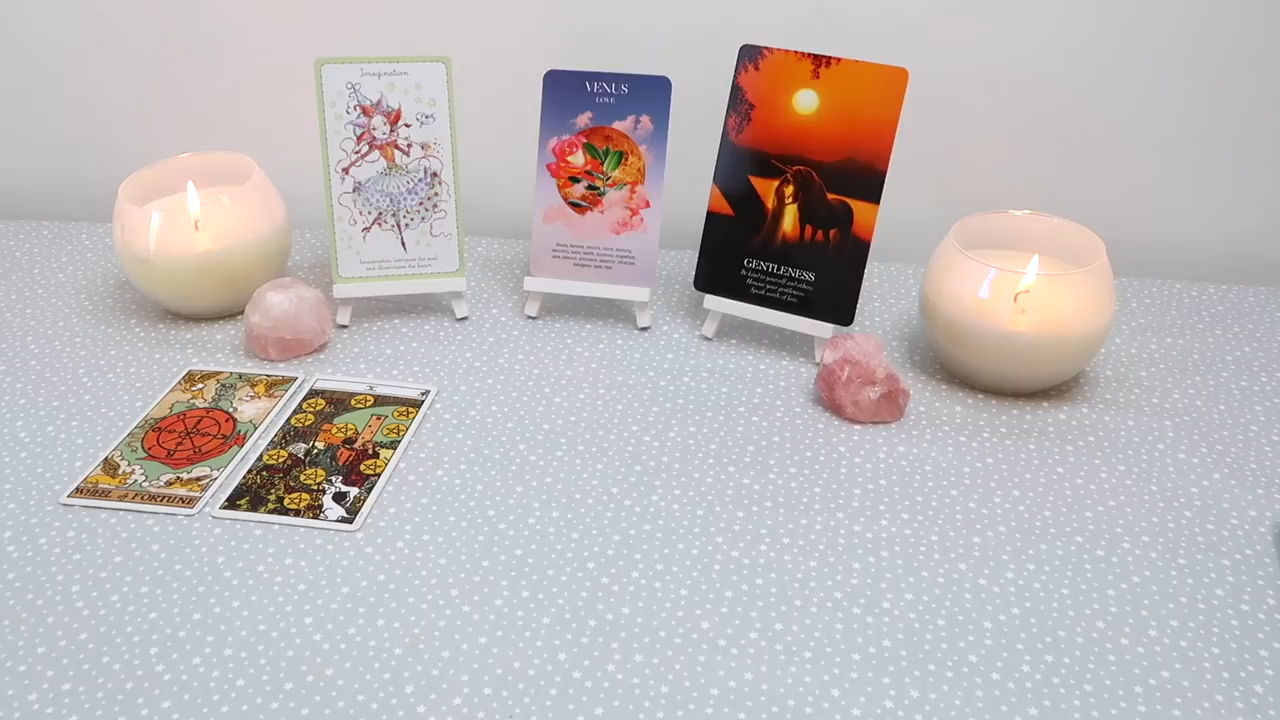 Imagination
Imagination intrigues the soul
and illuminates the heart.
VENUS
LOVE
GENTLENESS
Be kind to yourself and others.
Honour your gentleness.
Speak words of love.
WHEEL of FORTUNE
X